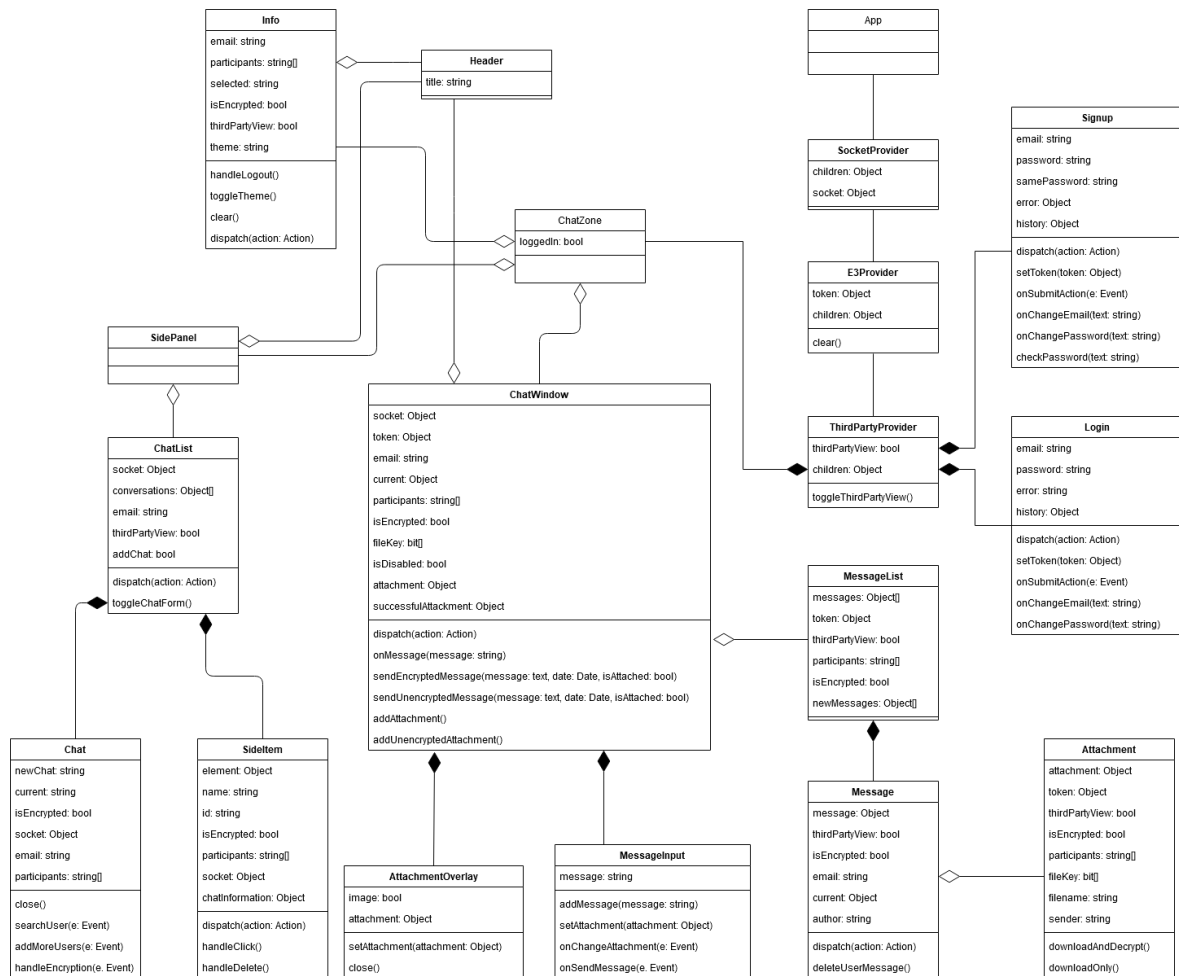 Info
email: string
participants: string[]
selected: string
isEncrypted: bool
thirdPartyView: bool
theme: string
handleLogout()
toggleTheme()
clear()
dispatch(action: Action)
Header
title: string
App
SocketProvider
children: Object
socket: Object
Signup
email: string
password: string
samePassword: string
error: Object
history: Object
dispatch(action: Action)
setToken(token: Object)
onSubmitAction(e: Event)
onChangeEmail(text: string)
onChangePassword(text: string)
checkPassword(text: string)
ChatZone
loggedIn: bool
E3Provider
token: Object
children: Object
clear()
SidePanel
ChatWindow
socket: Object
token: Object
email: string
current: Object
participants: string[]
isEncrypted: bool
fileKey: bit[]
isDisabled: bool
attachment: Object
successfulAttackment: Object
dispatch(action: Action)
onMessage(message: string)
sendEncryptedMessage(message: text, date: Date, isAttached: bool)
sendUnencryptedMessage(message: text, date: Date, isAttached: bool)
addAttachment()
addUnencryptedAttachment()
ThirdPartyProvider
thirdPartyView: bool
children: Object
toggleThirdPartyView()
Login
email: string
password: string
error: string
history: Object
dispatch(action: Action)
setToken(token: Object)
onSubmitAction(e: Event)
onChangeEmail(text: string)
onChangePassword(text: string)
ChatList
socket: Object
conversations: Object[]
email: string
thirdPartyView: bool
addChat: bool
dispatch(action: Action)
toggleChatForm()
MessageList
messages: Object[]
token: Object
thirdPartyView: bool
participants: string[]
isEncrypted: bool
newMessages: Object[]
Chat
newChat: string
current: string
isEncrypted: bool
socket: Object
email: string
participants: string[]
close()
searchUser(e: Event)
addMoreUsers(e: Event)
handleEncryption(e. Event)
SideItem
element: Object
name: string
id: string
isEncrypted: bool
participants: string[]
socket: Object
chatInformation: Object
dispatch(action: Action)
handleClick()
handleDelete()
AttachmentOverlay
image: bool
attachment: Object
setAttachment(attachment: Object)
close()
MessageInput
message: string
addMessage(message: string)
setAttachment(attachment: Object)
onChangeAttachment(e: Event)
onSendMessage(e. Event)
Message
message: Object
thirdPartyView: bool
isEncrypted: bool
email: string
current: Object
author: string
dispatch(action: Action)
deleteUserMessage()
Attachment
attachment: Object
token: Object
thirdPartyView: bool
isEncrypted: bool
participants: string[]
fileKey: bit[]
filename: string
sender: string
downloadAndDecrypt()
downloadOnly()